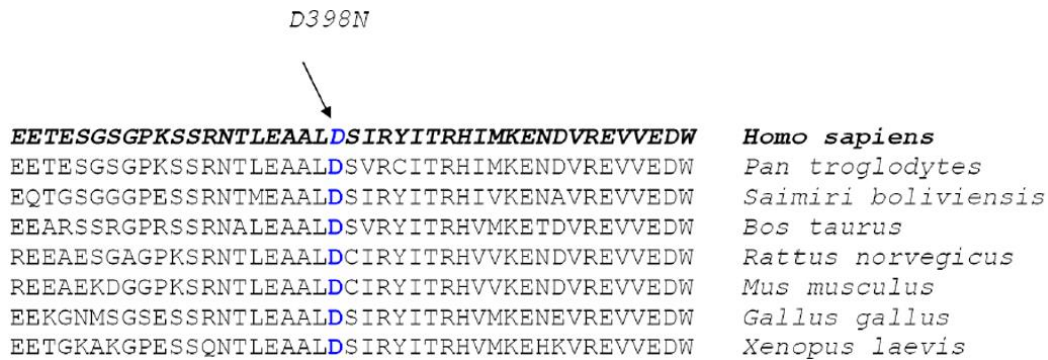 D398N
EETESGSGPKSSRNTLEAALDSIRYITRHIMKENDVREVVEDW Homo sapiens
EETESGSGPKSSRNTLEAALDSVRCITRHIMKENDVREVVEDW Pan troglodytes
EQTGSGGGPESSRNTMEAALDSIRYITRHIVKENAVREVVEDW Saimiri boliviensis
EEARSSRGPRSSRNALEAALDSVRYITRHVMKETDVREVVEDW Bos taurus
REEAESGAGPKSRNTLEAALDCIRYITRHVVKENDVREVVEDW Rattus norvegicus
REEAEKDGGPKSRNTLEAALDCIRYITRHVVKENDVREVVEDW Mus musculus
EEKGNMSGSESSRNTLEAALDSIRYITRHVMKENEVREVVEDW Gallus gallus
EETGKAKGPESSQNTLEAALDSIRYITRHVMKEHKVREVVEDW Xenopus laevis